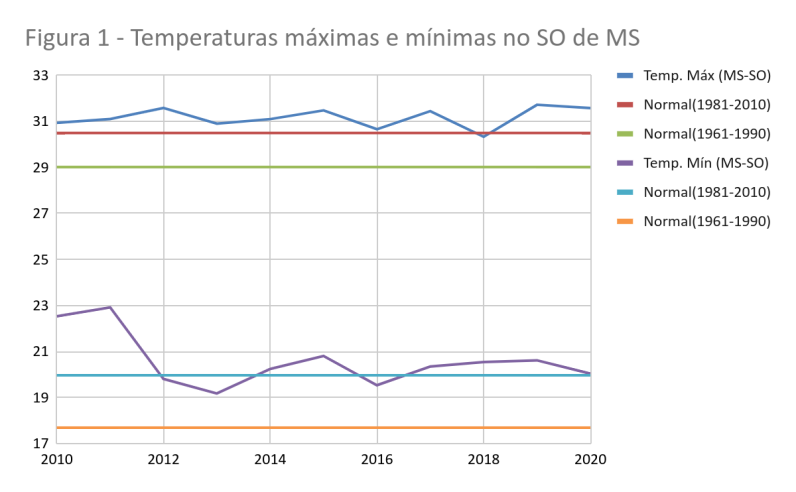 Figura 1 - Temperaturas máximas e mínimas no SO de MS
33
31
29
27
25
23
21
19
17
2010
2012
2014
2016
2018
2020
Temp. Máx (MS-SO)
Normal(1981-2010)
Normal(1961-1990)
Temp. Mín (MS-SO)
Normal(1981-2010)
Normal(1961-1990)